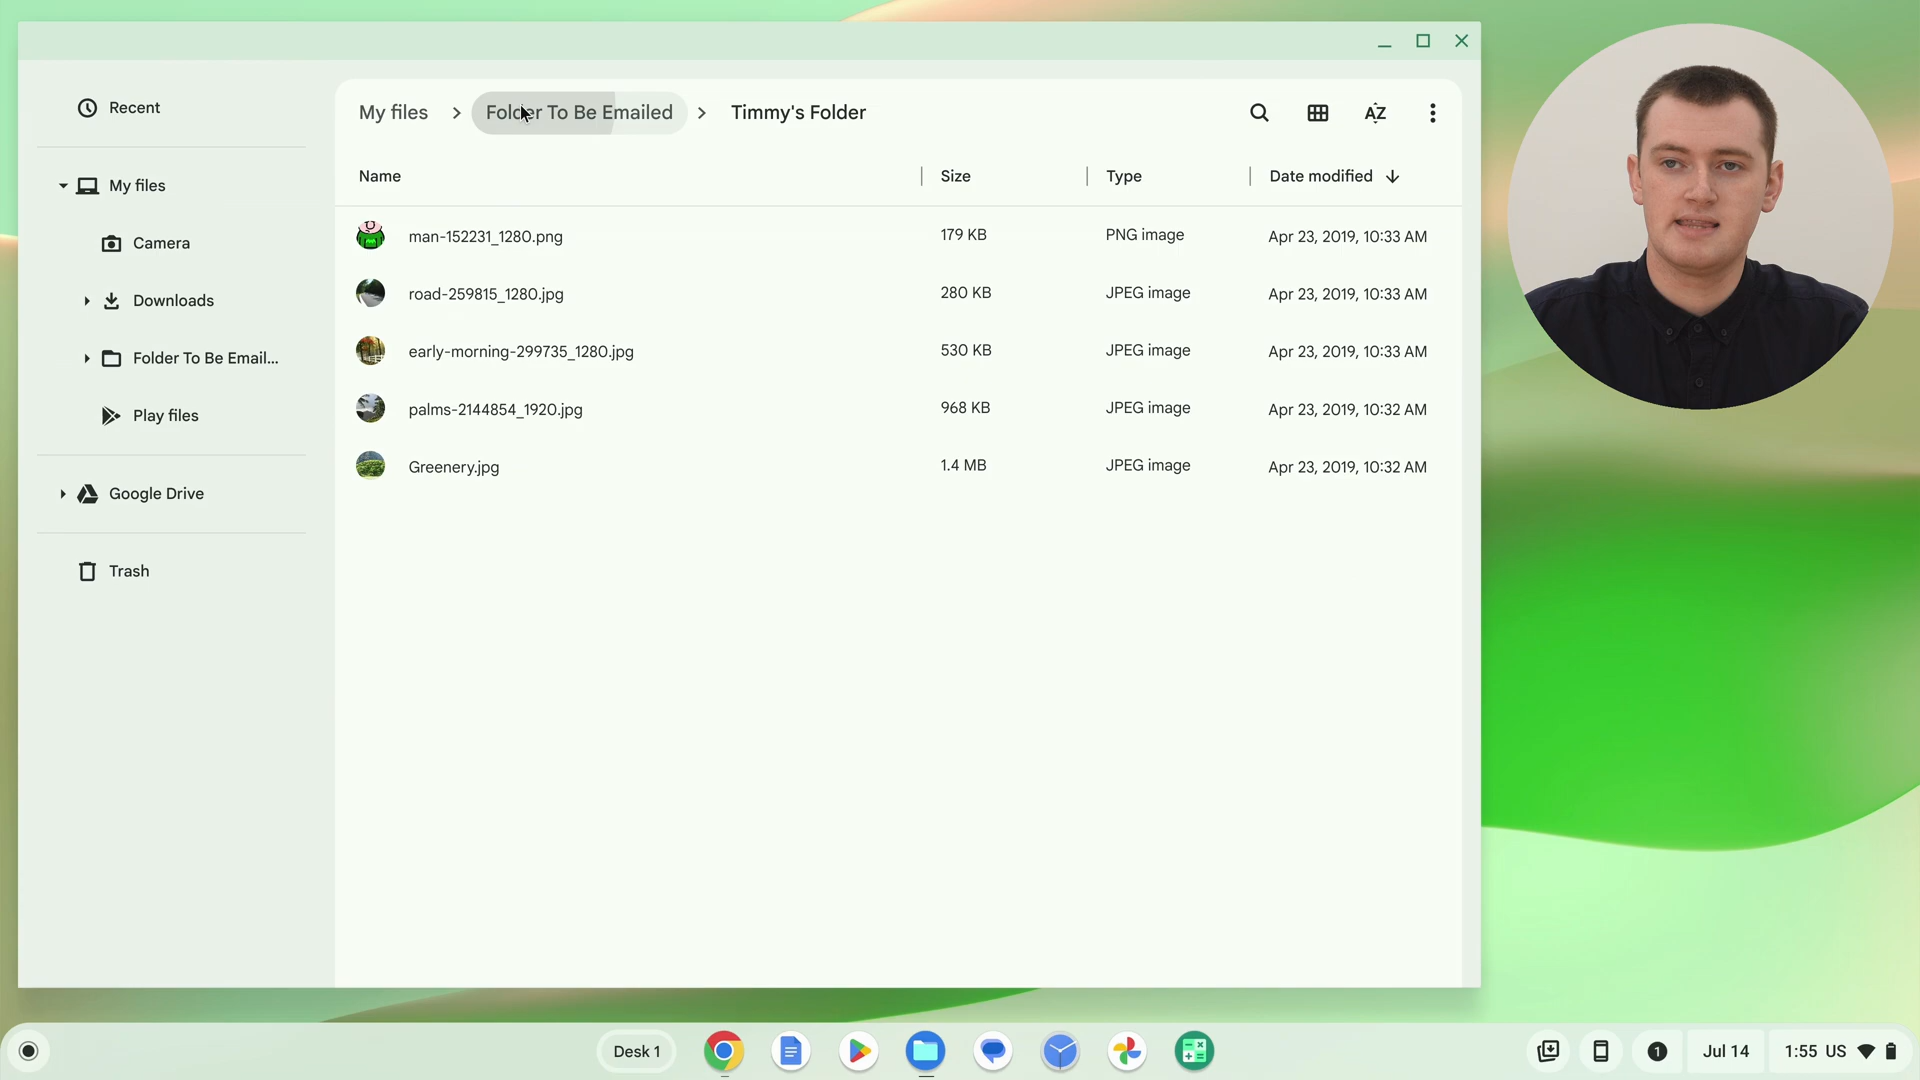 Recent
My files
Camera
Downloads
Folder To Be Email...
Play files
Google Drive
Trash
My files > Folder To Be Emailed > Timmy's Folder
AZ
Name Size Type Date modified
man-152231_1280.png 179 KB PNG image Apr 23, 2019, 10:33 AM
road-259815_1280.jpg 280 KB JPEG image Apr 23, 2019, 10:33 AM
early-morning-299735_1280.jpg 530 KB JPEG image Apr 23, 2019, 10:33 AM
palms-2144854_1920.jpg 968 KB JPEG image Apr 23, 2019, 10:32 AM
Greenery.jpg 1.4 MB JPEG image Apr 23, 2019, 10:32 AM
Desk 1 1 Jul 14 1:55 US